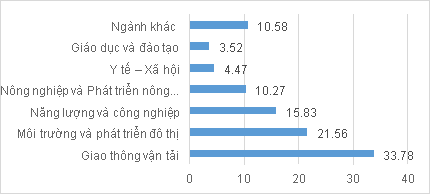 Ngành khác 10.58
Giáo dục và đào tạo 3.52
Y tế – Xã hội 4.47
Nông nghiệp và Phát triển nông... 10.27
Năng lượng và công nghiệp 15.83
Môi trường và phát triển đô thị 21.56
Giao thông vận tải 33.78
0 10 20 30 40